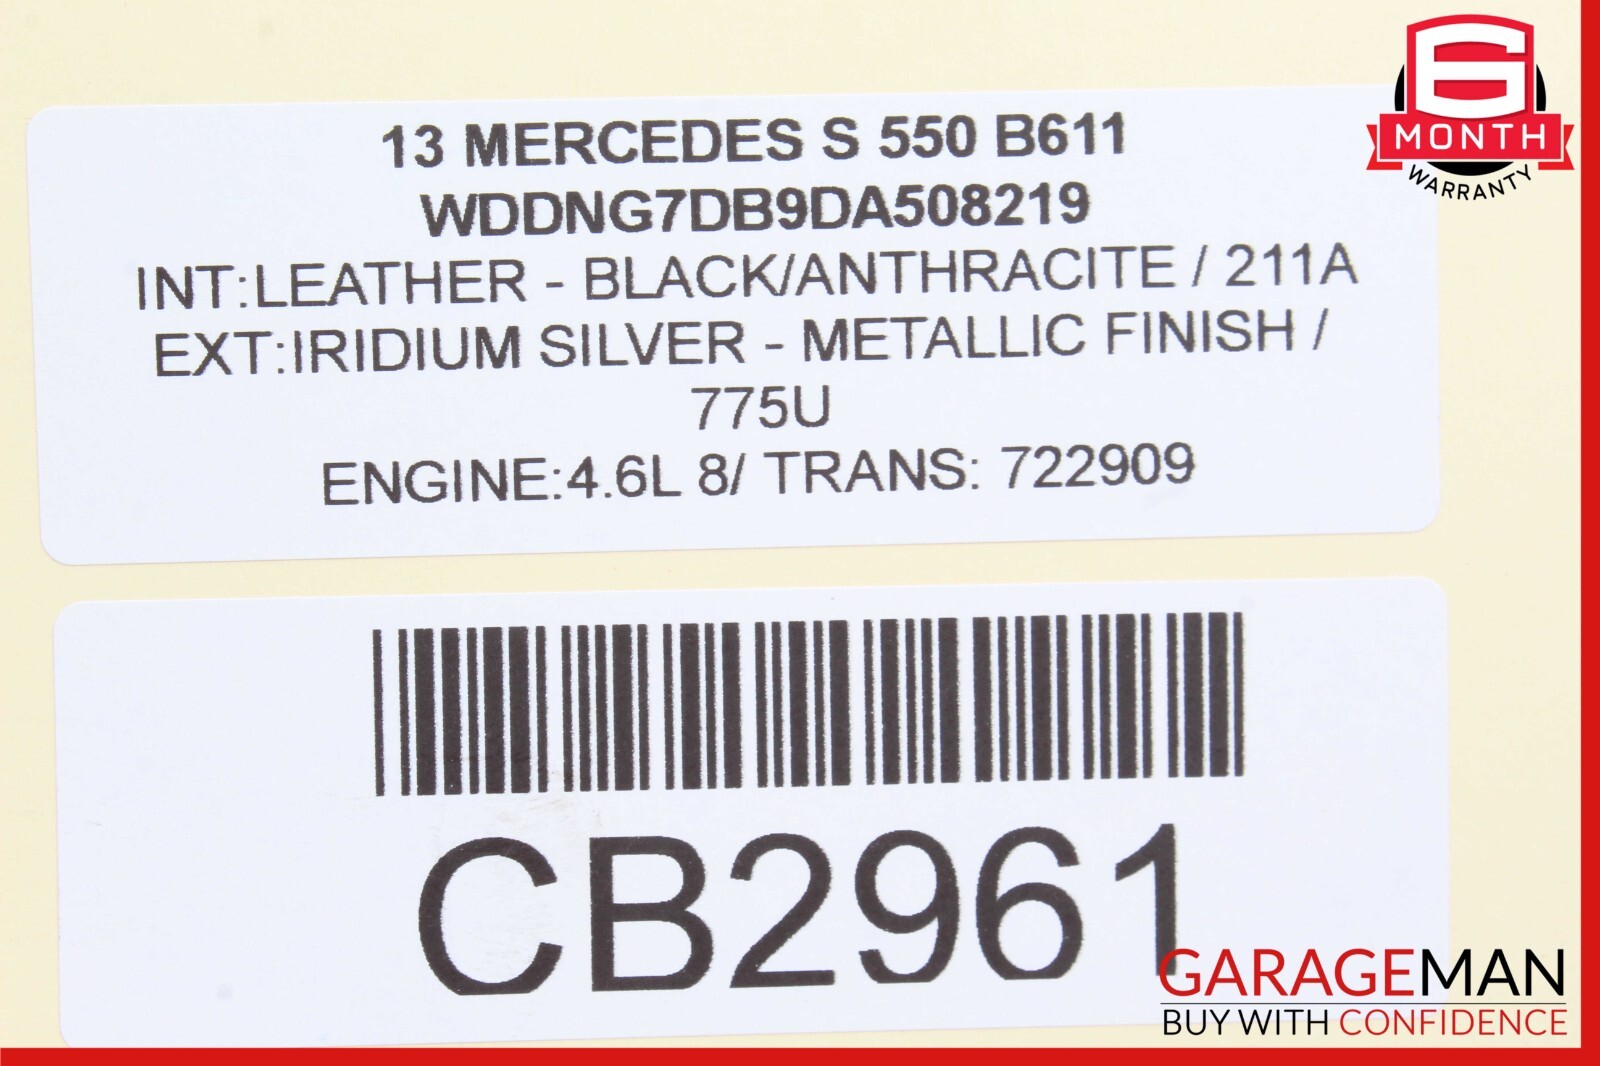 6
MONTH
WARRANTY
13 MERCEDES S 550 B611
WDDNG7DB9DA508219
INT:LEATHER - BLACK/ANTHRACITE / 211A
EXT:IRIDIUM SILVER - METALLIC FINISH /
775U
ENGINE:4.6L 8/ TRANS: 722909
CB2961
GARAGEMAN
BUY WITH CONFIDENCE